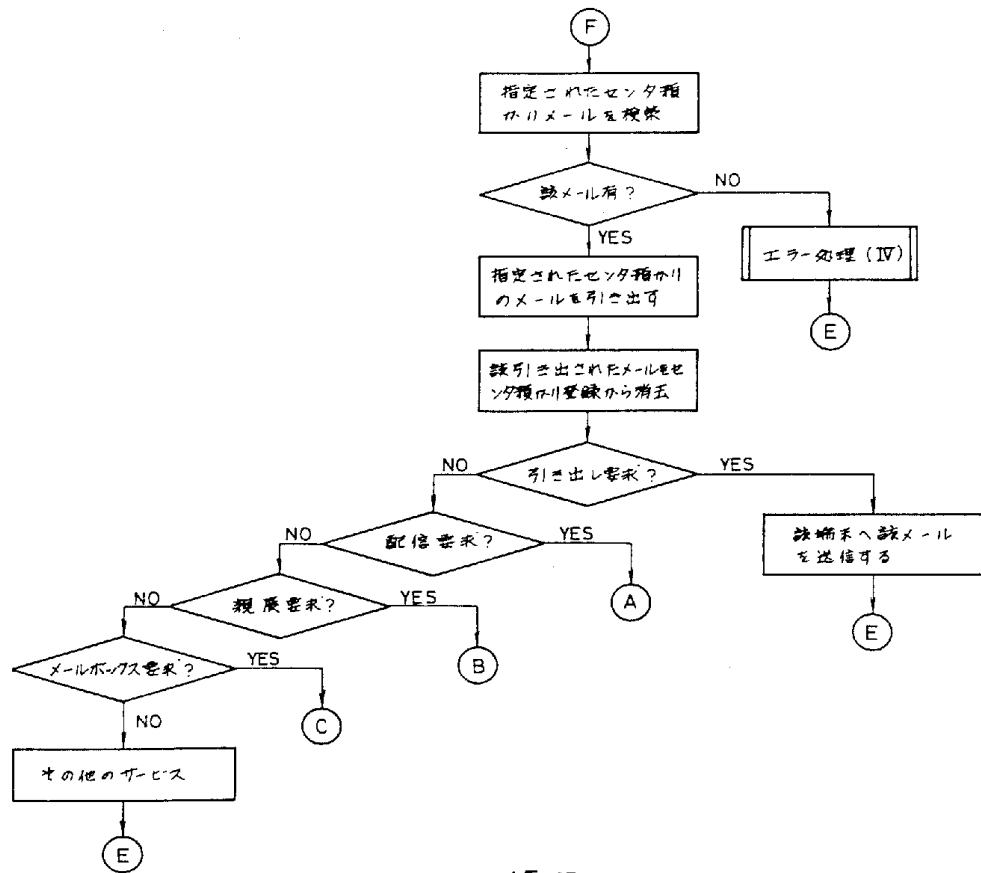 F
指定されたセンタ預
かりメールを検索
該メール有?
NO
YES
エラー処理(Ⅳ)
E
指定されたセンタ預かり
のメールを引き出す
該引き出されたメールをセ
ンタ預かり登録から消去
引き出し要求?
NO
YES
該端末へ該メール
を送信する
E
配信要求?
NO
YES
A
親展要求?
NO
YES
B
メールボックス要求?
YES
C
NO
その他のサービス
E